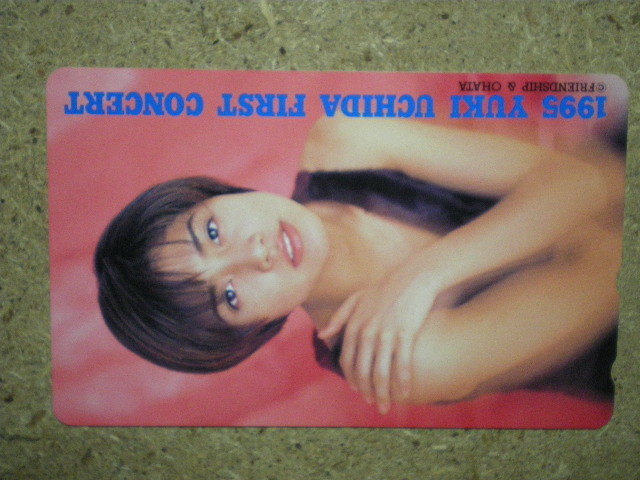 ©FRIENDSHIP & OHATA
1995 YUKI UCHIDA FIRST CONCERT